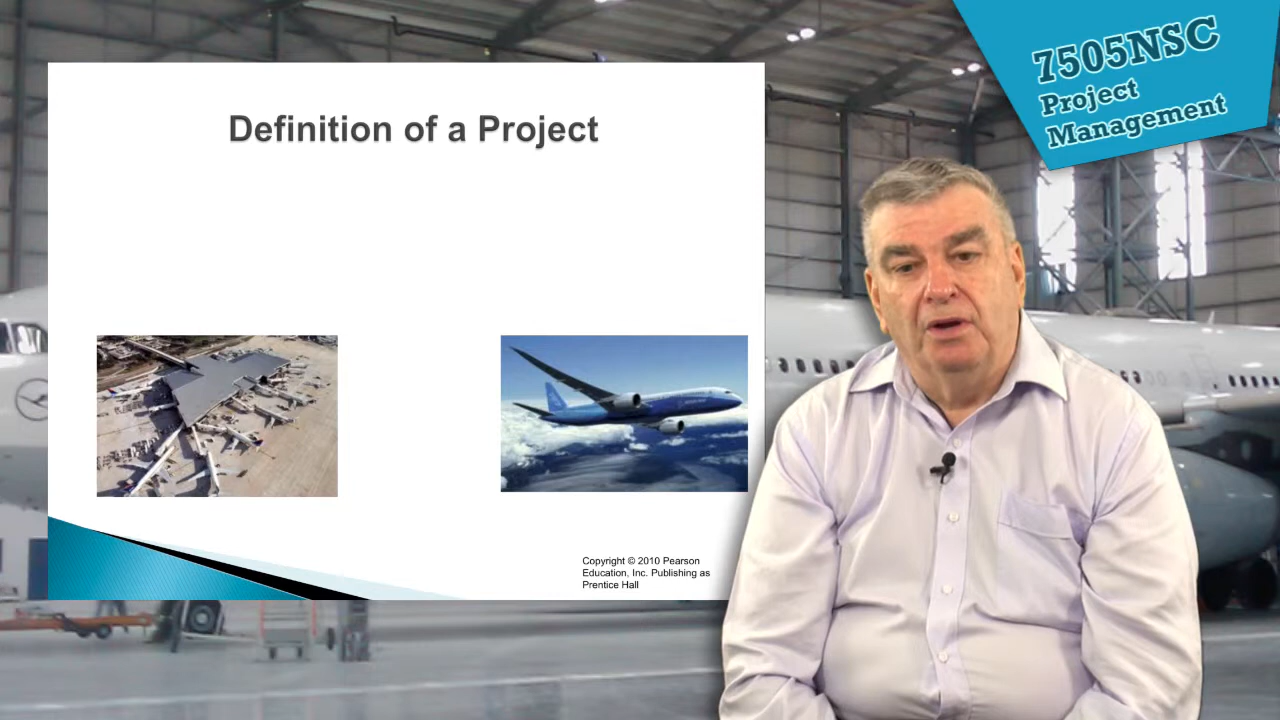 7505NSC
Project
Management
Definition of a Project
Copyright © 2010 Pearson
Education, Inc. Publishing as
Prentice Hall